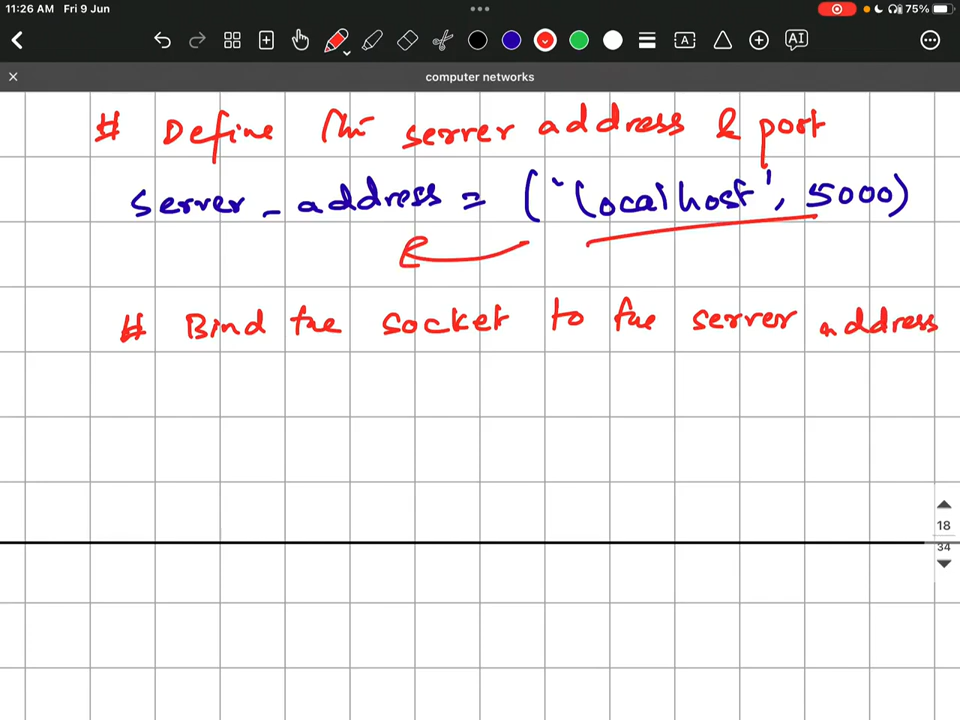 11:26 AM Fri 9 Jun
75%
A
AI
computer networks
# Define the server address & port
server_address = ('localhost', 5000)
# Bind the socket to the server address
18
34